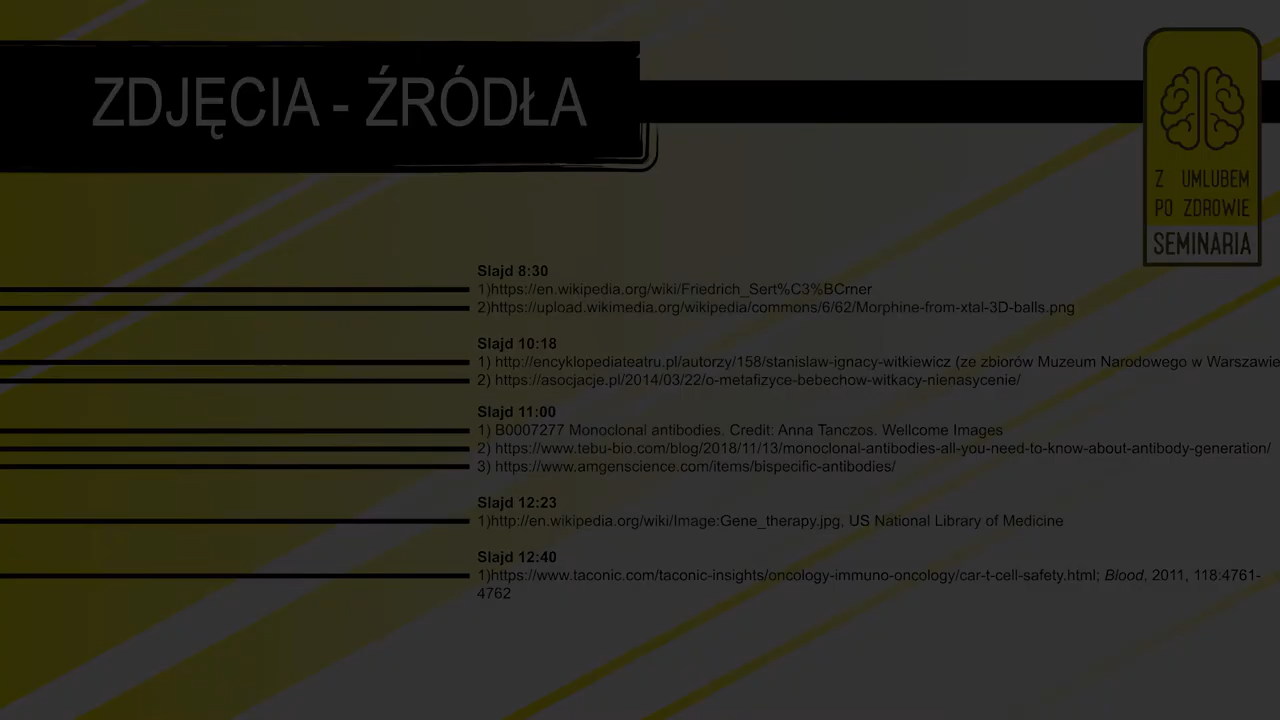 ZDJĘCIA - ŹRÓDŁA
Z UMLUBEM
PO ZDROWIE
SEMINARIA
Slajd 8:30
1)https://en.wikipedia.org/wiki/Friedrich_Sert%C3%BCrner
2)https://upload.wikimedia.org/wikipedia/commons/6/62/Morphine-from-xtal-3D-balls.png
Slajd 10:18
1) http://encyklopediateatru.pl/autorzy/158/stanislaw-ignacy-witkiewicz (ze zbiorów Muzeum Narodowego w Warszawie
2) https://asocjacje.pl/2014/03/22/o-metafizyce-bebechow-witkacy-nienasycenie/
Slajd 11:00
1) B0007277 Monoclonal antibodies. Credit: Anna Tanczos. Wellcome Images
2) https://www.tebu-bio.com/blog/2018/11/13/monoclonal-antibodies-all-you-need-to-know-about-antibody-generation/
3) https://www.amgenscience.com/items/bispecific-antibodies/
Slajd 12:23
1)http://en.wikipedia.org/wiki/Image:Gene_therapy.jpg, US National Library of Medicine
Slajd 12:40
1)https://www.taconic.com/taconic-insights/oncology-immuno-oncology/car-t-cell-safety.html; Blood, 2011, 118:4761-
4762